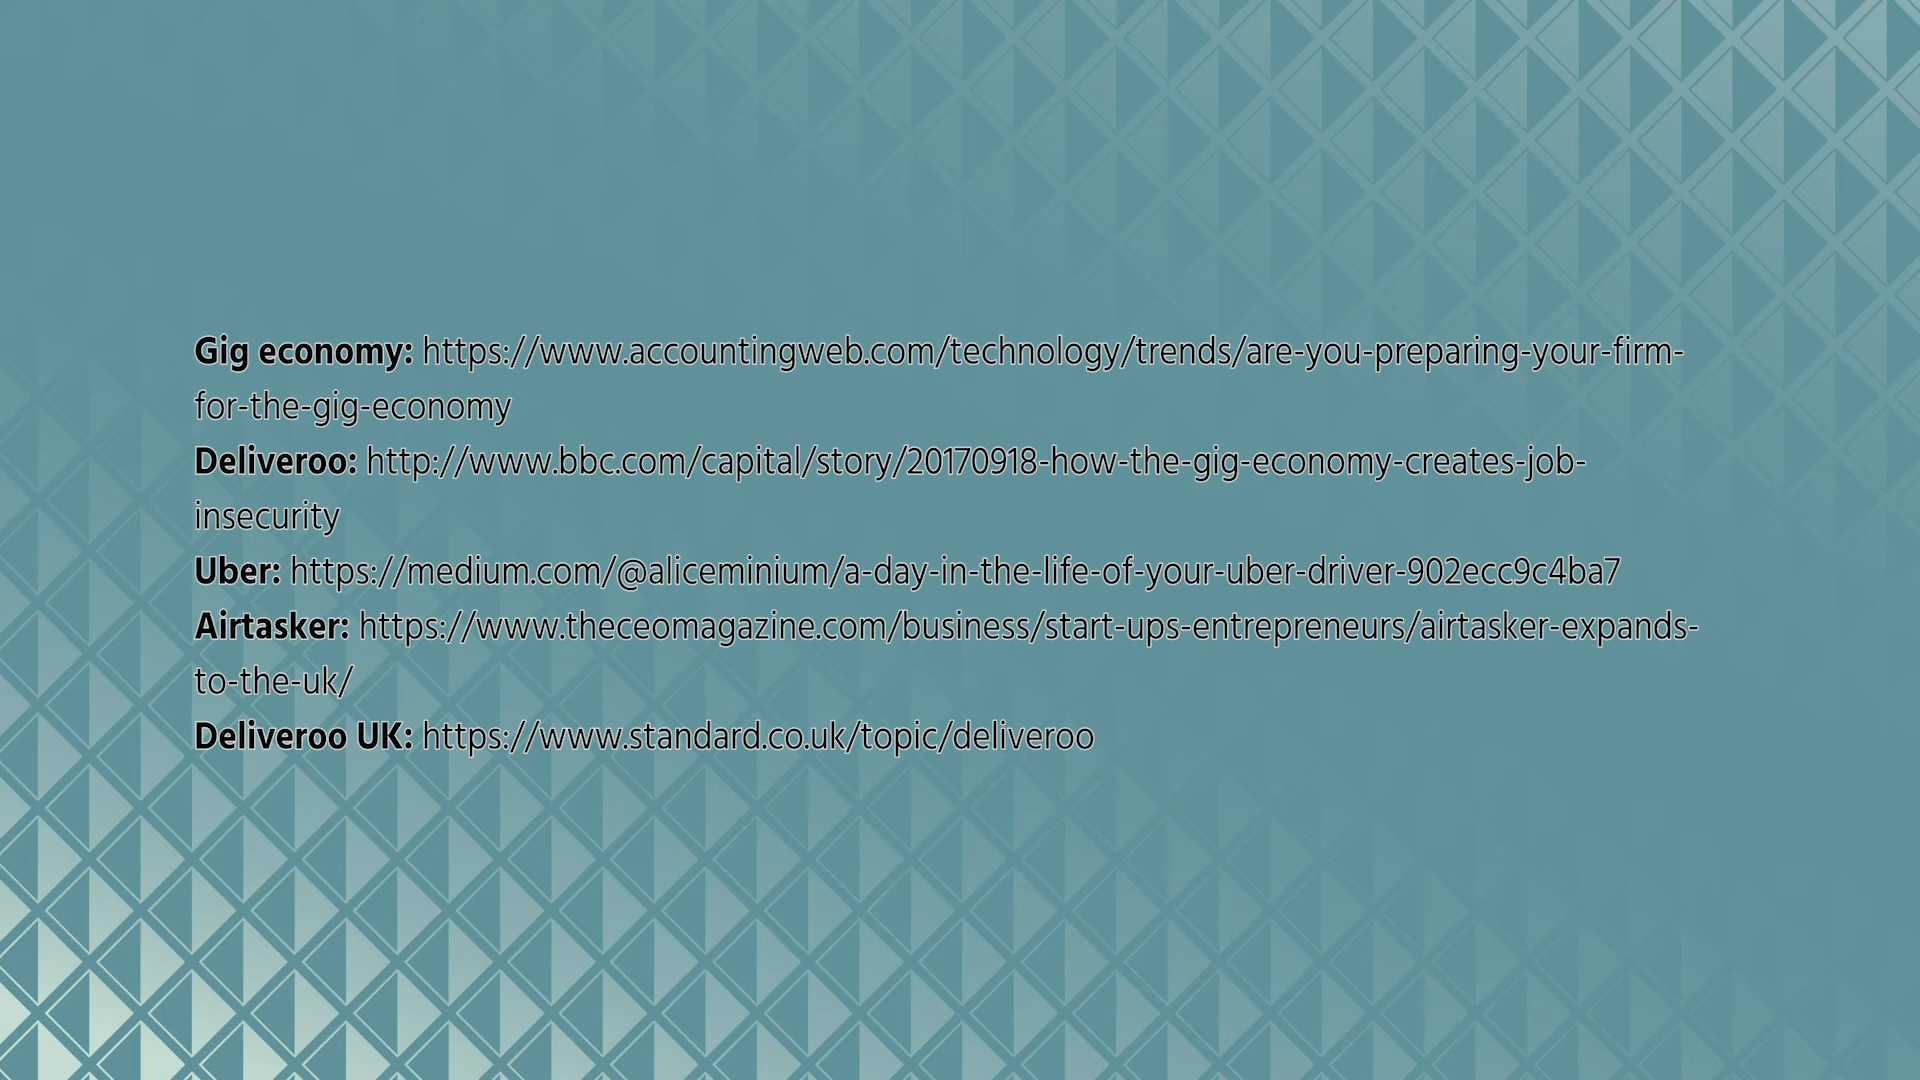 Gig economy: https://www.accountingweb.com/technology/trends/are-you-preparing-your-firm-
for-the-gig-economy
Deliveroo: http://www.bbc.com/capital/story/20170918-how-the-gig-economy-creates-job-
insecurity
Uber: https://medium.com/@aliceminium/a-day-in-the-life-of-your-uber-driver-902ecc9c4ba7
Airtasker: https://www.theceomagazine.com/business/start-ups-entrepreneurs/airtasker-expands-
to-the-uk/
Deliveroo UK: https://www.standard.co.uk/topic/deliveroo